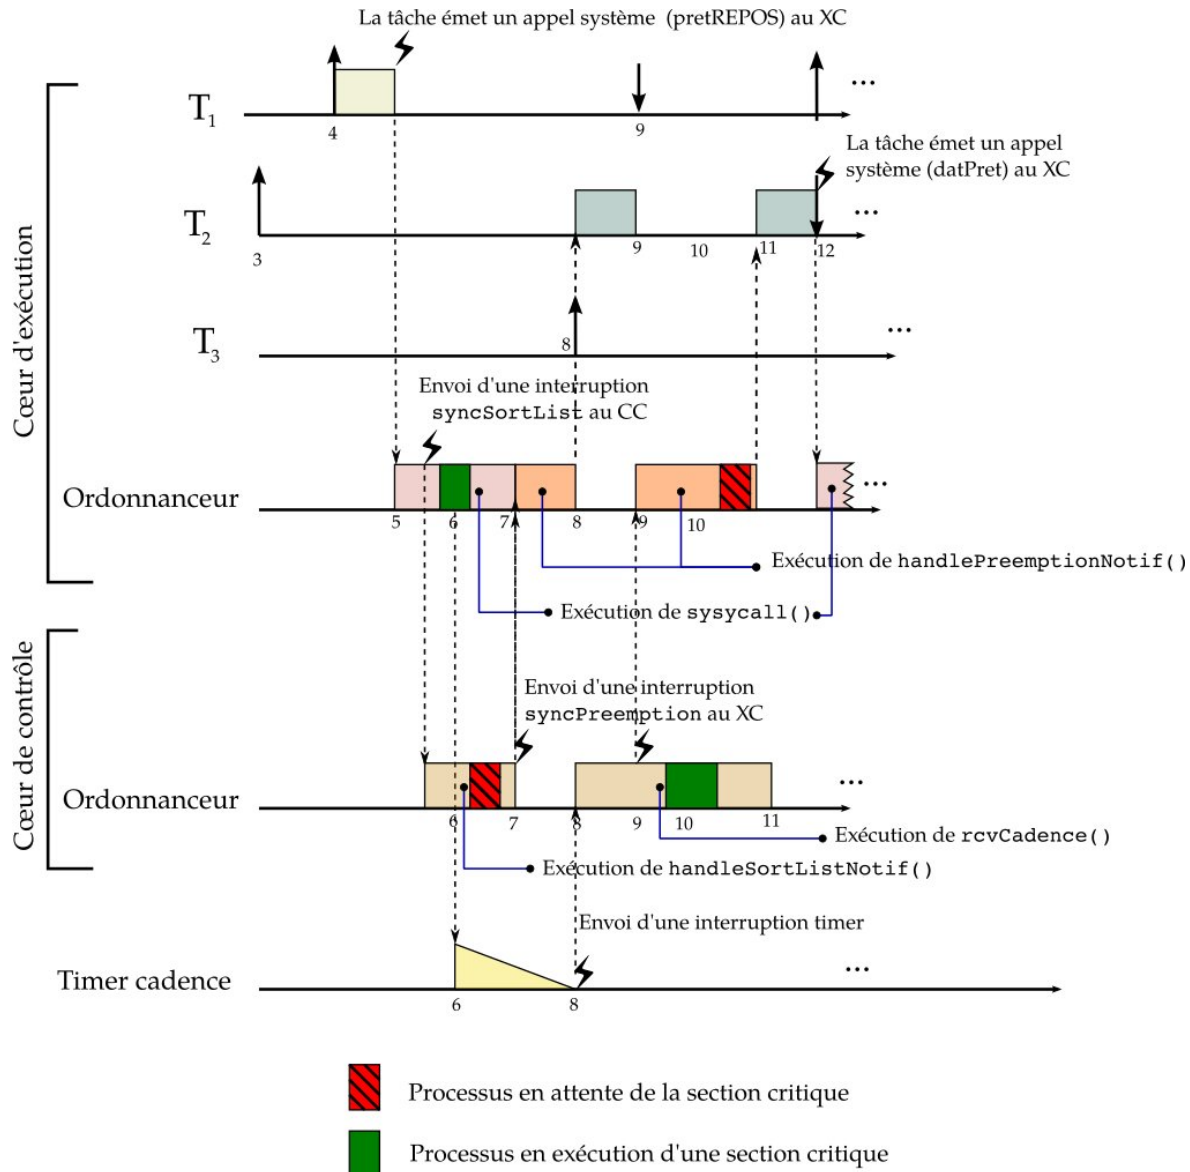 La tâche émet un appel système (pretREPOS) au XC
T1
4
9
...
La tâche émet un appel
système (datPret) au XC
T2
3
9
10
11
12
...
T3
8
...
Cœur d'exécution
Envoi d'une interruption
syncSortList au CC
Ordonnanceur
5
6
7
8
9
10
...
Exécution de handlePreemptionNotif()
Exécution de sysycall()
Cœur de contrôle
Envoi d'une interruption
syncPreemption au XC
Ordonnanceur
6
7
8
9
10
11
...
Exécution de rcvCadence()
Exécution de handleSortListNotif()
Envoi d'une interruption timer
Timer cadence
6
8
...
Processus en attente de la section critique
Processus en exécution d'une section critique